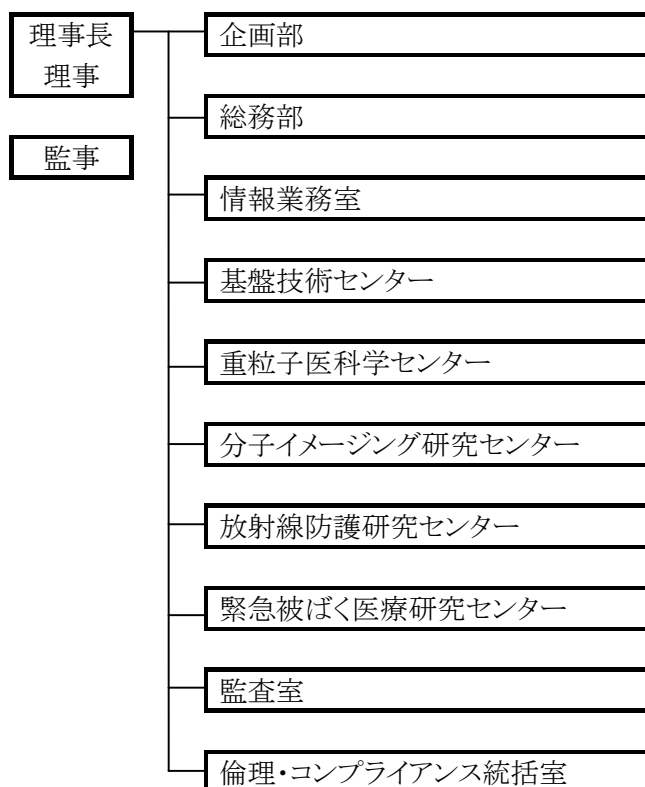 理事長
理事
監事
企画部
総務部
情報業務室
基盤技術センター
重粒子医科学センター
分子イメージング研究センター
放射線防護研究センター
緊急被ばく医療研究センター
監査室
倫理・コンプライアンス統括室